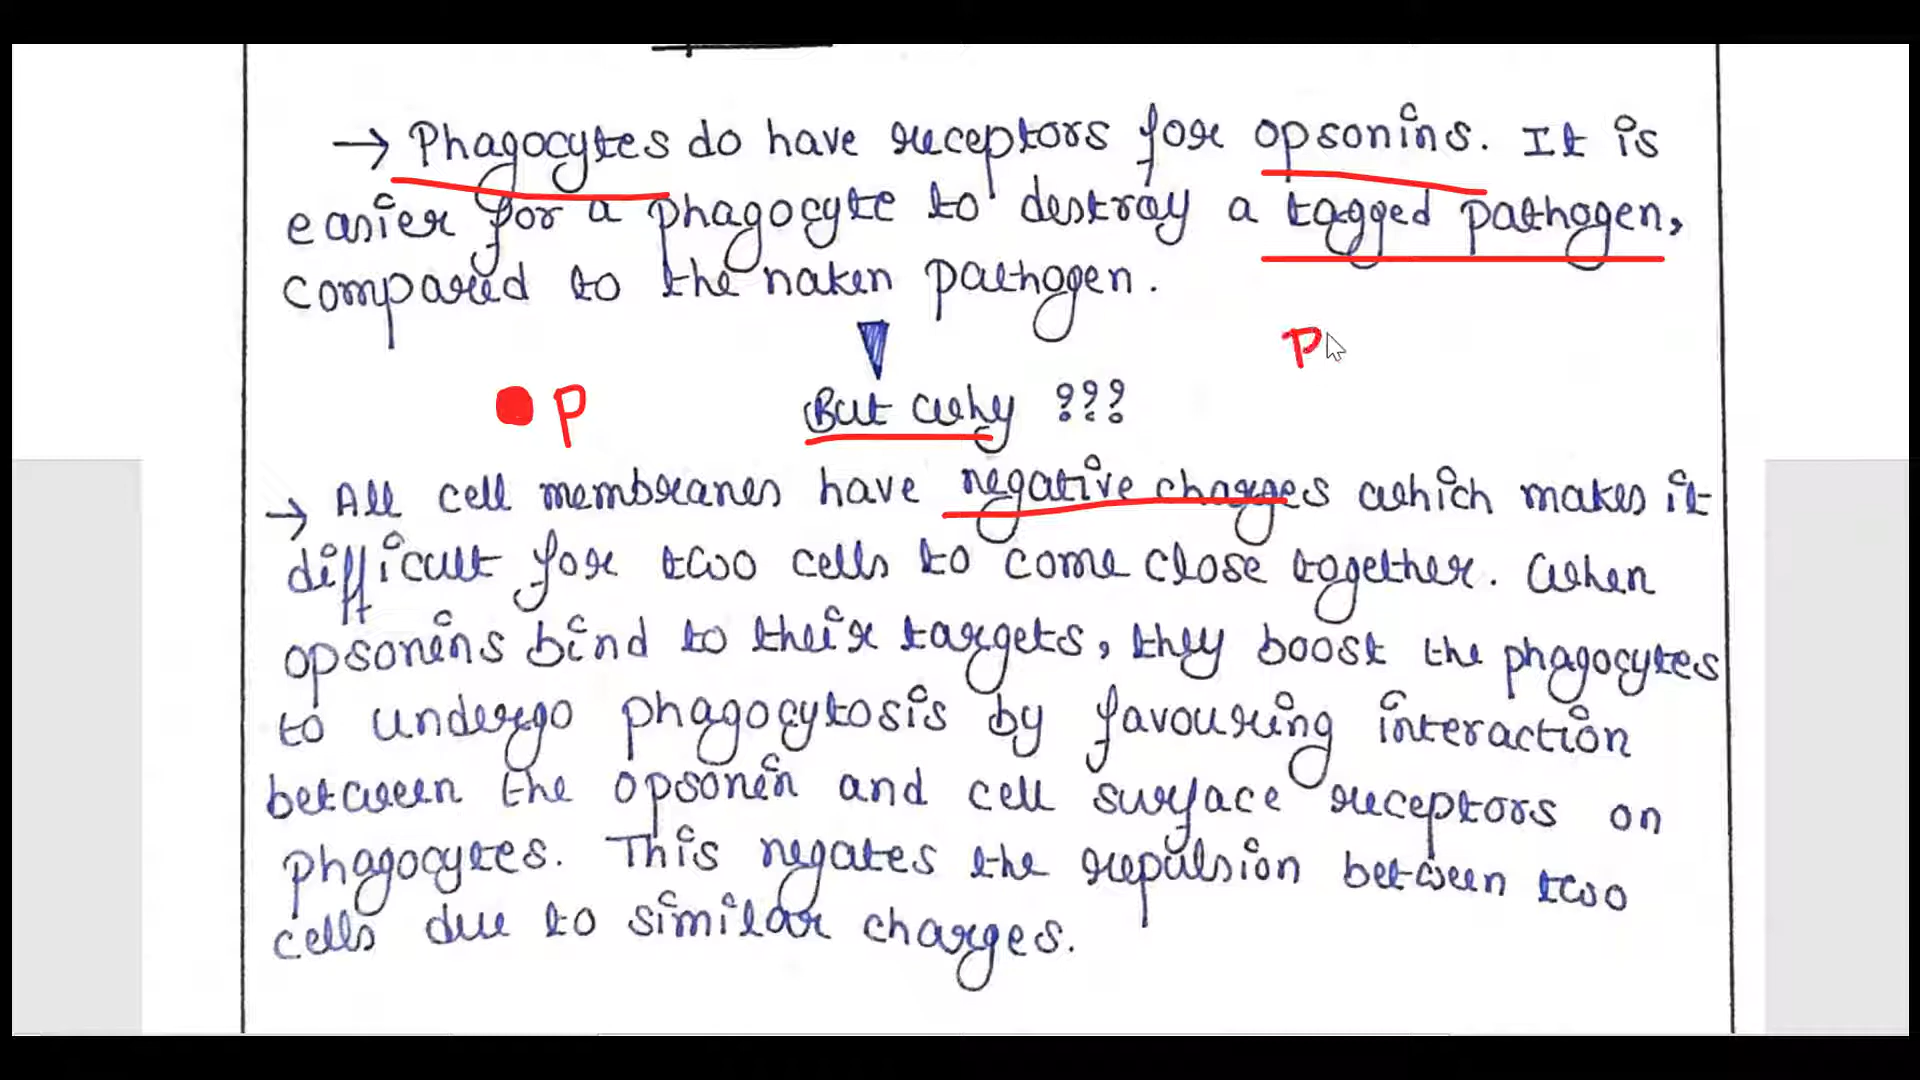 → Phagocytes do have receptors for opsonins. It is
easier for a phagocyte to destroy a tagged pathogen,
compared to the naken pathogen.
P
P
But why ???
→ All cell membranes have negative charges which makes it
difficult for two cells to come close together. When
opsonins bind to their targets, they boost the phagocytes
to undergo phagocytosis by favouring interaction
between the opsonin and cell surface receptors on
phagocytes. This negates the repulsion between two
cells due to similar charges.